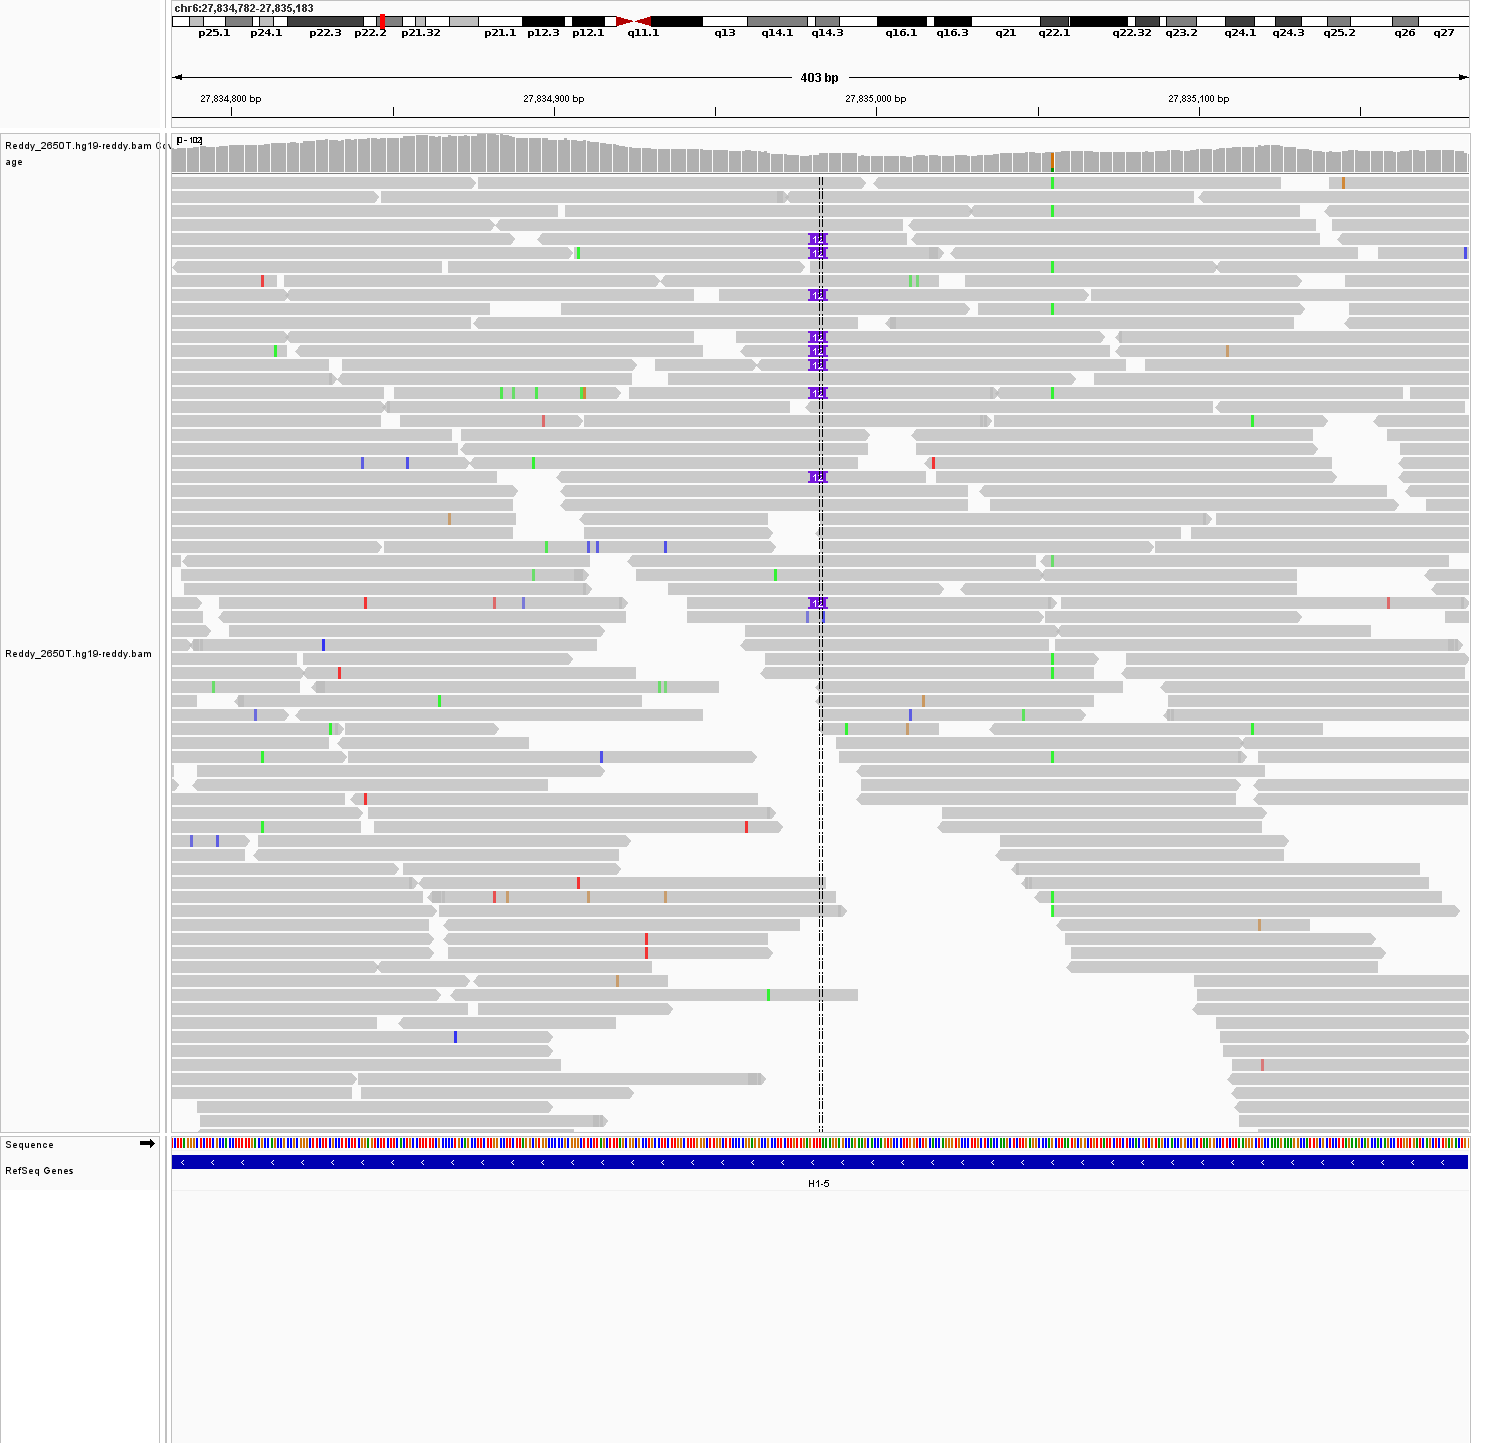 chr6:27,834,782-27,835,183
p25.1 p24.1 p22.3 p22.2 p21.32 p21.1 p12.3 p12.1 q11.1 q13 q14.1 q14.3 q16.1 q16.3 q21 q22.1 q22.32 q23.2 q24.1 q24.3 q25.2 q26 q27
403 bp
27,834,800 bp 27,834,900 bp 27,835,000 bp 27,835,100 bp
[0 - 102]
Reddy_2650T.hg19-reddy.bam Cov
age
12
12
12
12
12
12
12
12
12
Reddy_2650T.hg19-reddy.bam
Sequence
RefSeq Genes
H1-5